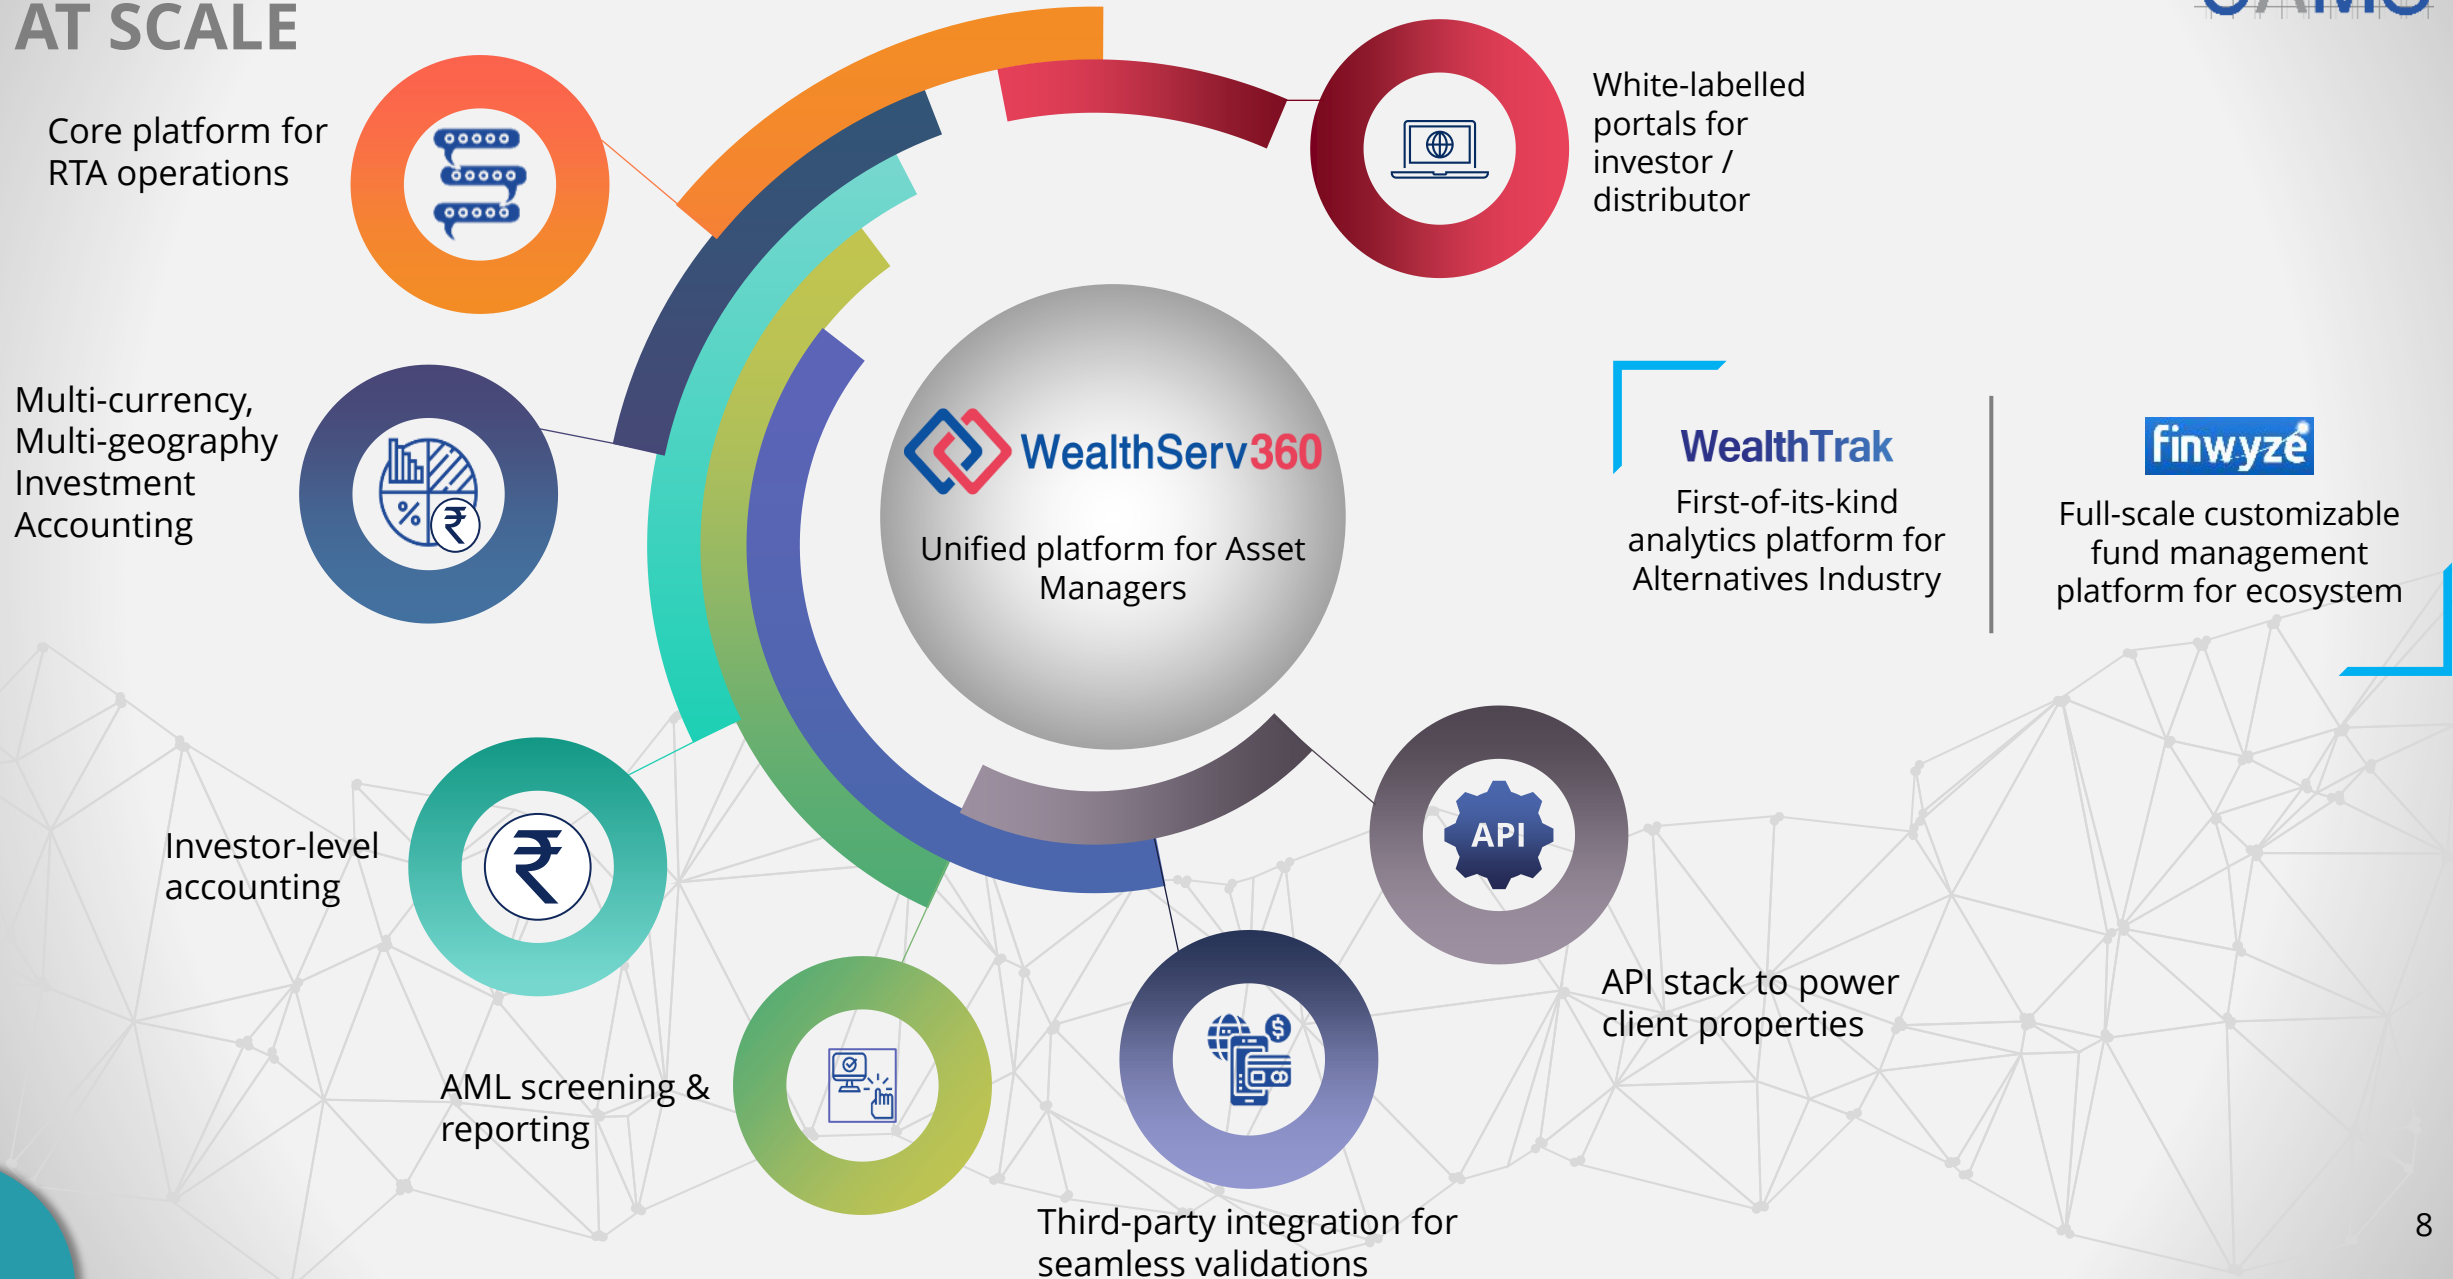 AT SCALE
Core platform for
RTA operations
White-labelled
portals for
investor /
distributor
Multi-currency,
Multi-geography
Investment
Accounting
%
₹
WealthServ360
Unified platform for Asset
Managers
WealthTrak
First-of-its-kind
analytics platform for
Alternatives Industry
finwyze
Full-scale customizable
fund management
platform for ecosystem
Investor-level
accounting
₹
API
API stack to power
client properties
AML screening &
reporting
$
Third-party integration for
seamless validations
8